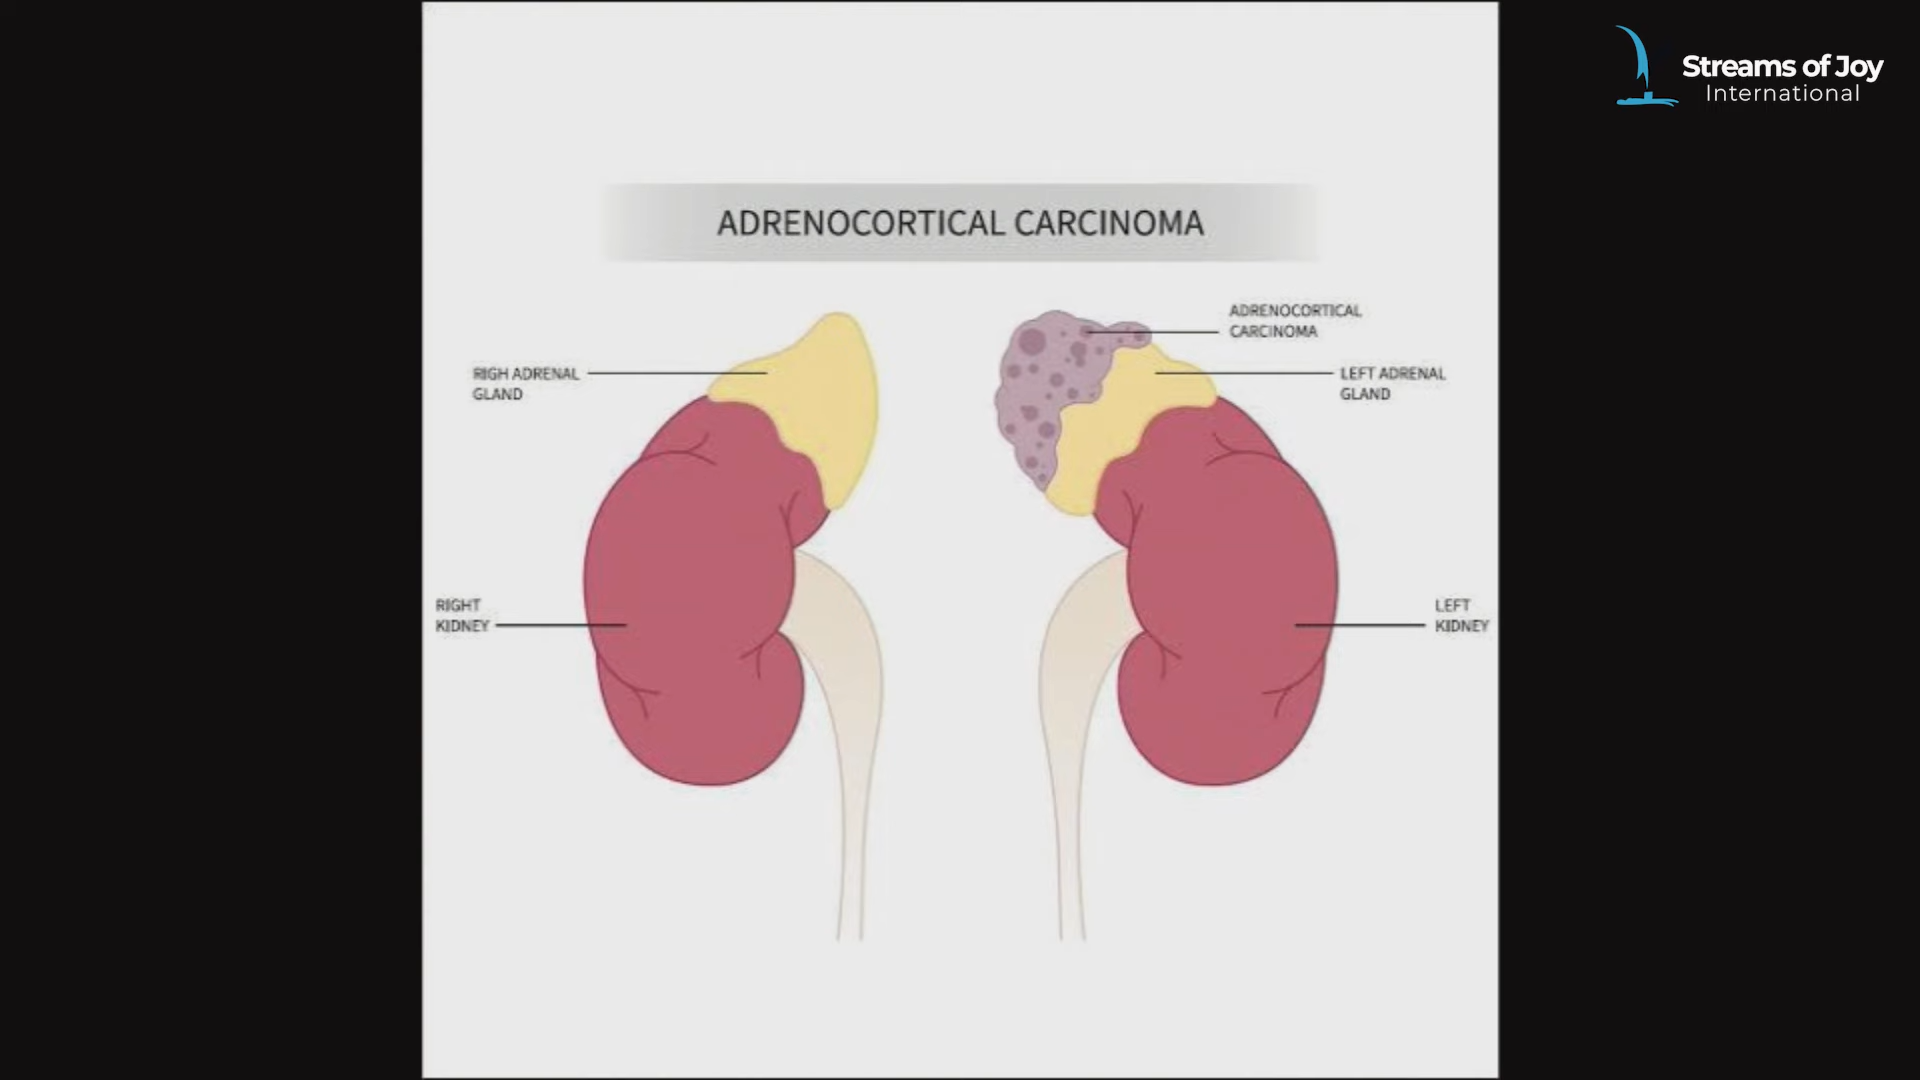 Streams of Joy
International
ADRENOCORTICAL CARCINOMA
ADRENOCORTICAL
CARCINOMA
RIGH ADRENAL
GLAND
LEFT ADRENAL
GLAND
RIGHT
KIDNEY
LEFT
KIDNEY